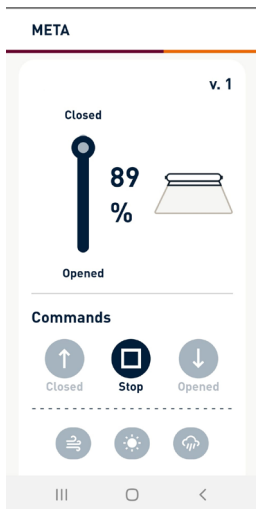 META
v. 1
Closed
89
%
Opened
Commands
Closed Stop Opened